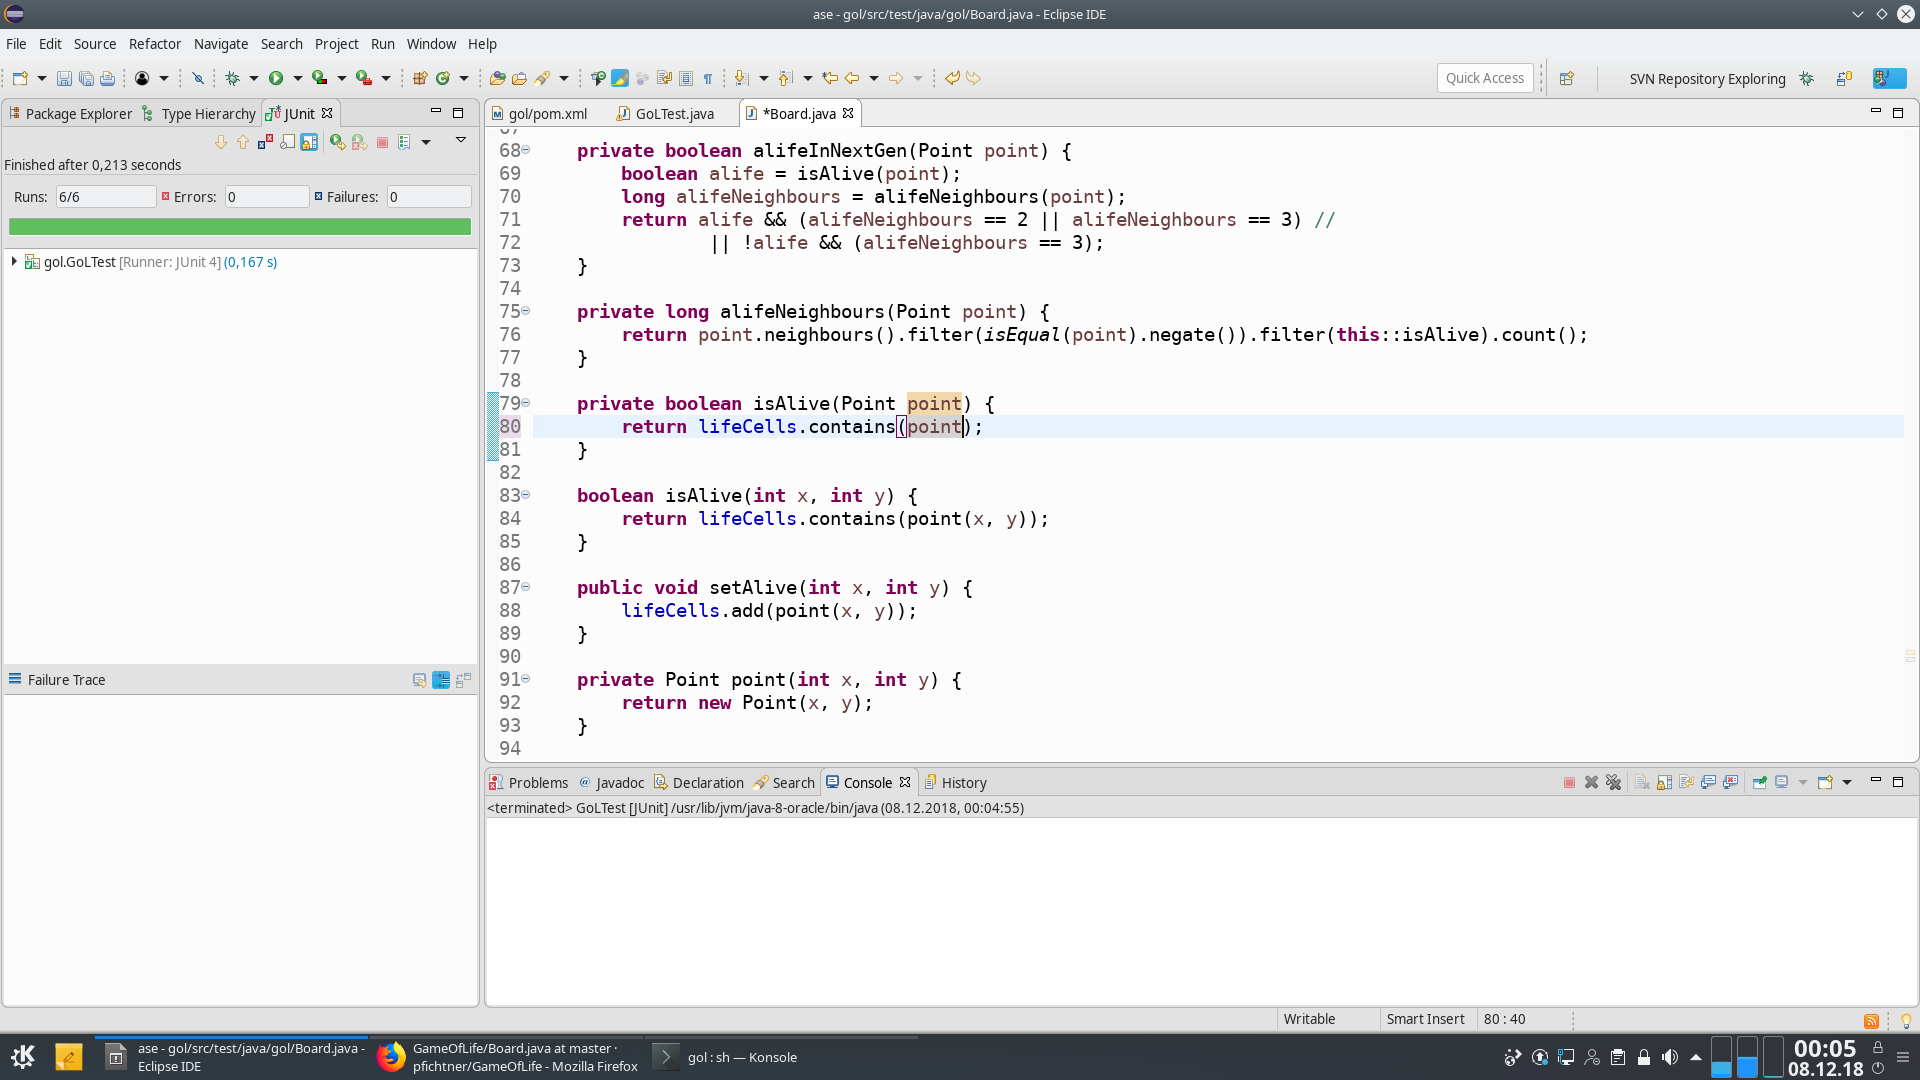 ase - gol/src/test/java/gol/Board.java - Eclipse IDE
File Edit Source Refactor Navigate Search Project Run Window Help
Quick Access
SVN Repository Exploring
Package Explorer Type Hierarchy JUnit
gol/pom.xml GoLTest.java *Board.java
Finished after 0,213 seconds
Runs: 6/6 Errors: 0 Failures: 0
gol.GoLTest [Runner: JUnit 4] (0,167 s)
Failure Trace
67
68 private boolean alifeInNextGen(Point point) {
69 boolean alife = isAlive(point);
70 long alifeNeighbours = alifeNeighbours(point);
71 return alife && (alifeNeighbours == 2 || alifeNeighbours == 3) //
72 || !alife && (alifeNeighbours == 3);
73 }
74
75 private long alifeNeighbours(Point point) {
76 return point.neighbours().filter(isEqual(point).negate()).filter(this::isAlive).count();
77 }
78
79 private boolean isAlive(Point point) {
80 return lifeCells.contains(point);
81 }
82
83 boolean isAlive(int x, int y) {
84 return lifeCells.contains(point(x, y));
85 }
86
87 public void setAlive(int x, int y) {
88 lifeCells.add(point(x, y));
89 }
90
91 private Point point(int x, int y) {
92 return new Point(x, y);
93 }
94
Problems Javadoc Declaration Search Console History
<terminated> GoLTest [JUnit] /usr/lib/jvm/java-8-oracle/bin/java (08.12.2018, 00:04:55)
Writable Smart Insert 80 : 40
ase - gol/src/test/java/gol/Board.java -
Eclipse IDE
GameOfLife/Board.java at master ·
pfichtner/GameOfLife - Mozilla Firefox
gol : sh — Konsole
00:05
08.12.18